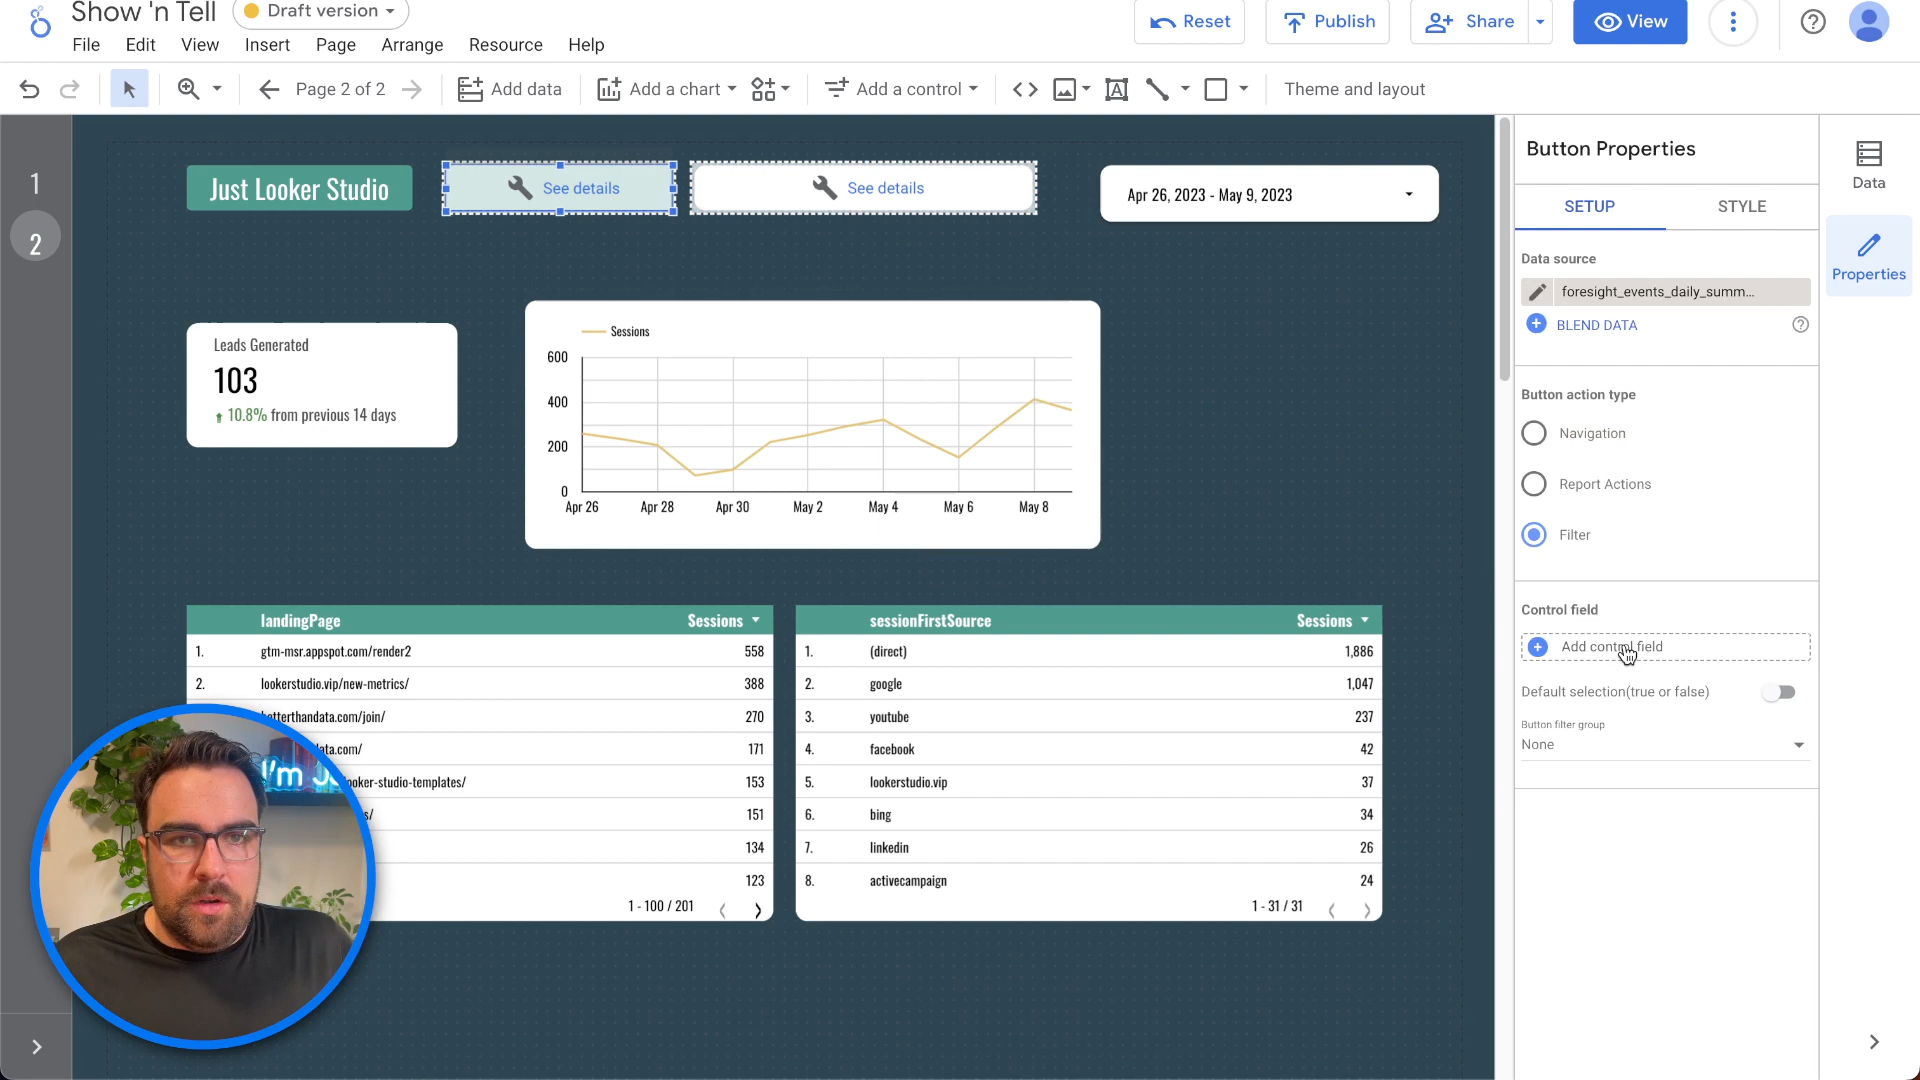 Show 'n Tell
Draft version
Reset
Publish
Share
View
File Edit View Insert Page Arrange Resource Help
Page 2 of 2
Add data
Add a chart
Add a control
Theme and layout
1
2
Just Looker Studio
See details
See details
Apr 26, 2023 - May 9, 2023
Leads Generated
103
10.8% from previous 14 days
Sessions
600
400
200
0
Apr 26 Apr 28 Apr 30 May 2 May 4 May 6 May 8
landingPage Sessions
1. gtm-msr.appspot.com/render2 558
2. lookerstudio.vip/new-metrics/ 388
betterthandata.com/join/ 270
ata.com/ 171
ooker-studio-templates/ 153
s/ 151
134
123
1 - 100 / 201
sessionFirstSource Sessions
1. (direct) 1,886
2. google 1,047
3. youtube 237
4. facebook 42
5. lookerstudio.vip 37
6. bing 34
7. linkedin 26
8. activecampaign 24
1 - 31 / 31
I'm J
Button Properties
SETUP STYLE
Data source
foresight_events_daily_summ...
BLEND DATA
Button action type
Navigation
Report Actions
Filter
Control field
Add control field
Default selection(true or false)
Button filter group
None
Data
Properties